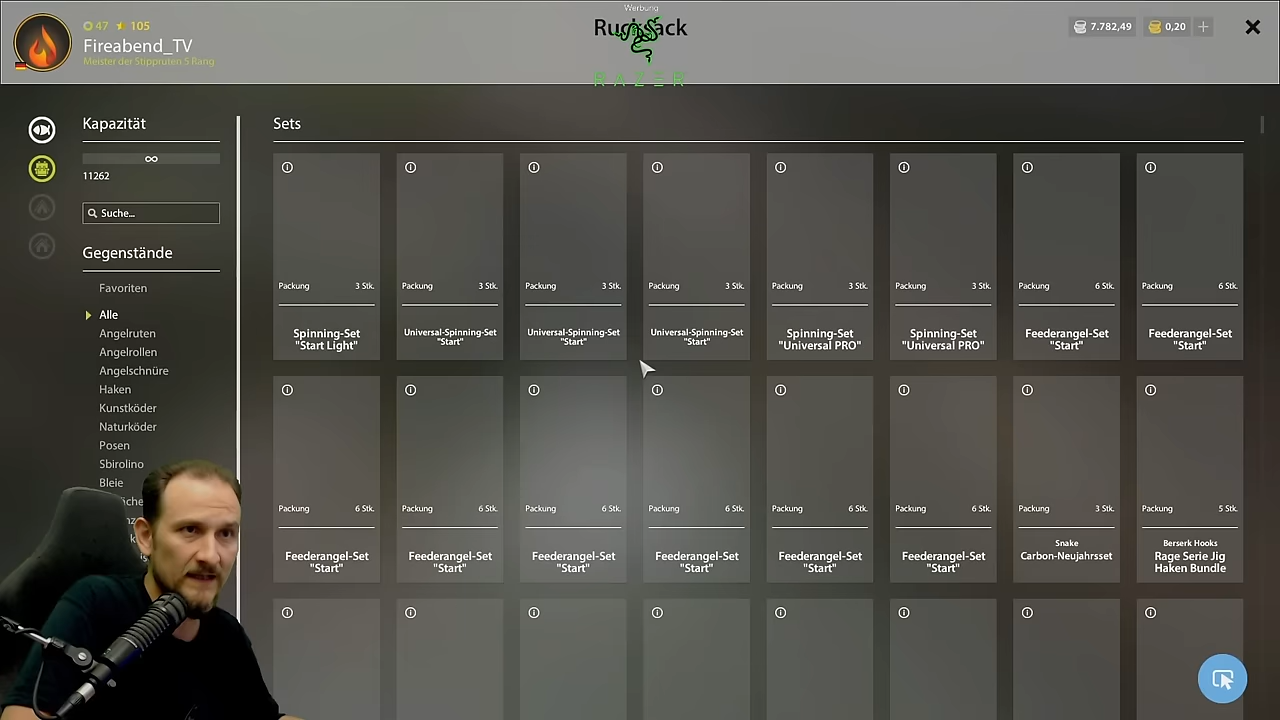 Werbung
Rucksack
RAZER
47 105
Fireabend_TV
Meister der Stippruten 5 Rang
7.782,49
0,20
Kapazität
∞
11262
Suche...
Gegenstände
Favoriten
Alle
Angelruten
Angelrollen
Angelschnüre
Haken
Kunstköder
Naturköder
Posen
Sbirolino
Bleie
Sets
Packung 3 Stk.
Spinning-Set
"Start Light"
Packung 3 Stk.
Universal-Spinning-Set
"Start"
Packung 3 Stk.
Universal-Spinning-Set
"Start"
Packung 3 Stk.
Universal-Spinning-Set
"Start"
Packung 3 Stk.
Spinning-Set
"Universal PRO"
Packung 3 Stk.
Spinning-Set
"Universal PRO"
Packung 6 Stk.
Feederangel-Set
"Start"
Packung 6 Stk.
Feederangel-Set
"Start"
Packung 6 Stk.
Feederangel-Set
"Start"
Packung 6 Stk.
Feederangel-Set
"Start"
Packung 6 Stk.
Feederangel-Set
"Start"
Packung 6 Stk.
Feederangel-Set
"Start"
Packung 6 Stk.
Feederangel-Set
"Start"
Packung 6 Stk.
Feederangel-Set
"Start"
Packung 3 Stk.
Snake
Carbon-Neujahrsset
Packung 5 Stk.
Berserk Hooks
Rage Serie Jig
Haken Bundle